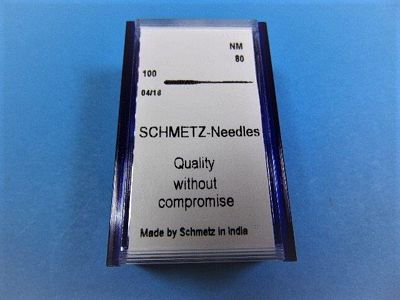 NM
80
100
04/18
SCHMETZ-Needles
Quality
without
compromise
Made by Schmetz in India